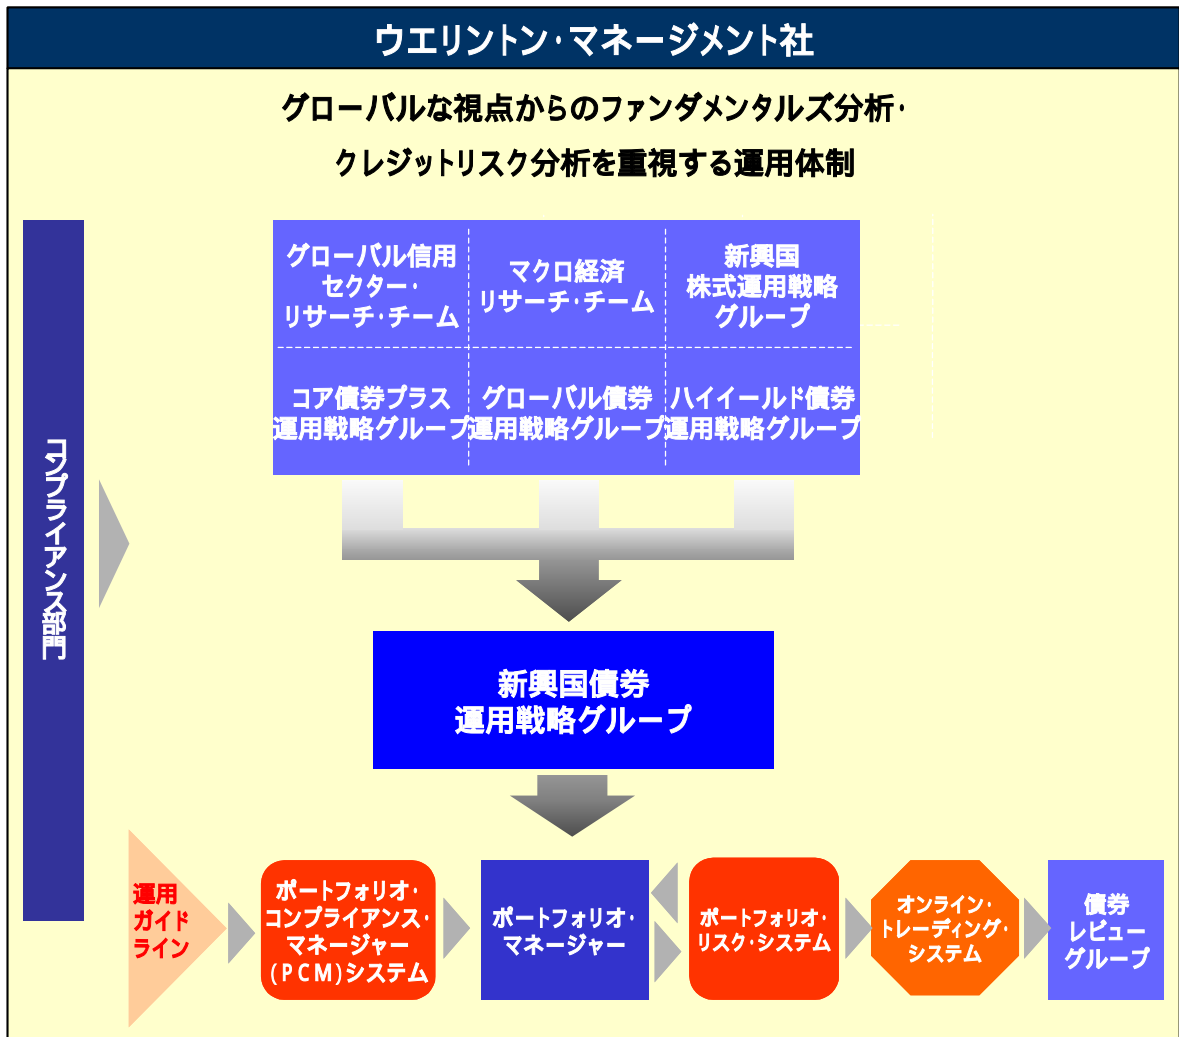 ウエリントン・マネージメント社
グローバルな視点からのファンダメンタルズ分析・
クレジットリスク分析を重視する運用体制
コンプライアンス部門
グローバル信用
セクター・
リサーチ・チーム
マクロ経済
リサーチ・チーム
新興国
株式運用戦略
グループ
コア債券プラス
運用戦略グループ
グローバル債券
運用戦略グループ
ハイイールド債券
運用戦略グループ
新興国債券
運用戦略グループ
運用
ガイド
ライン
ポートフォリオ・
コンプライアンス・
マネージャー
(PCM)システム
ポートフォリオ・
マネージャー
ポートフォリオ・
リスク・システム
オンライン・
トレーディング・
システム
債券
レビュー
グループ